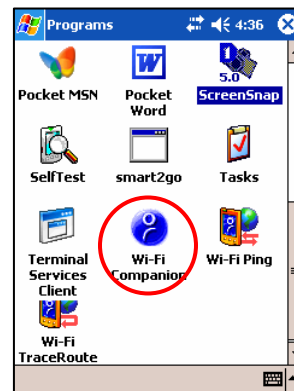 Programs 4:36
5.0
Pocket MSN Pocket Word ScreenSnap
SelfTest smart2go Tasks
Terminal Services Client Wi-Fi Companion Wi-Fi Ping
Wi-Fi TraceRoute